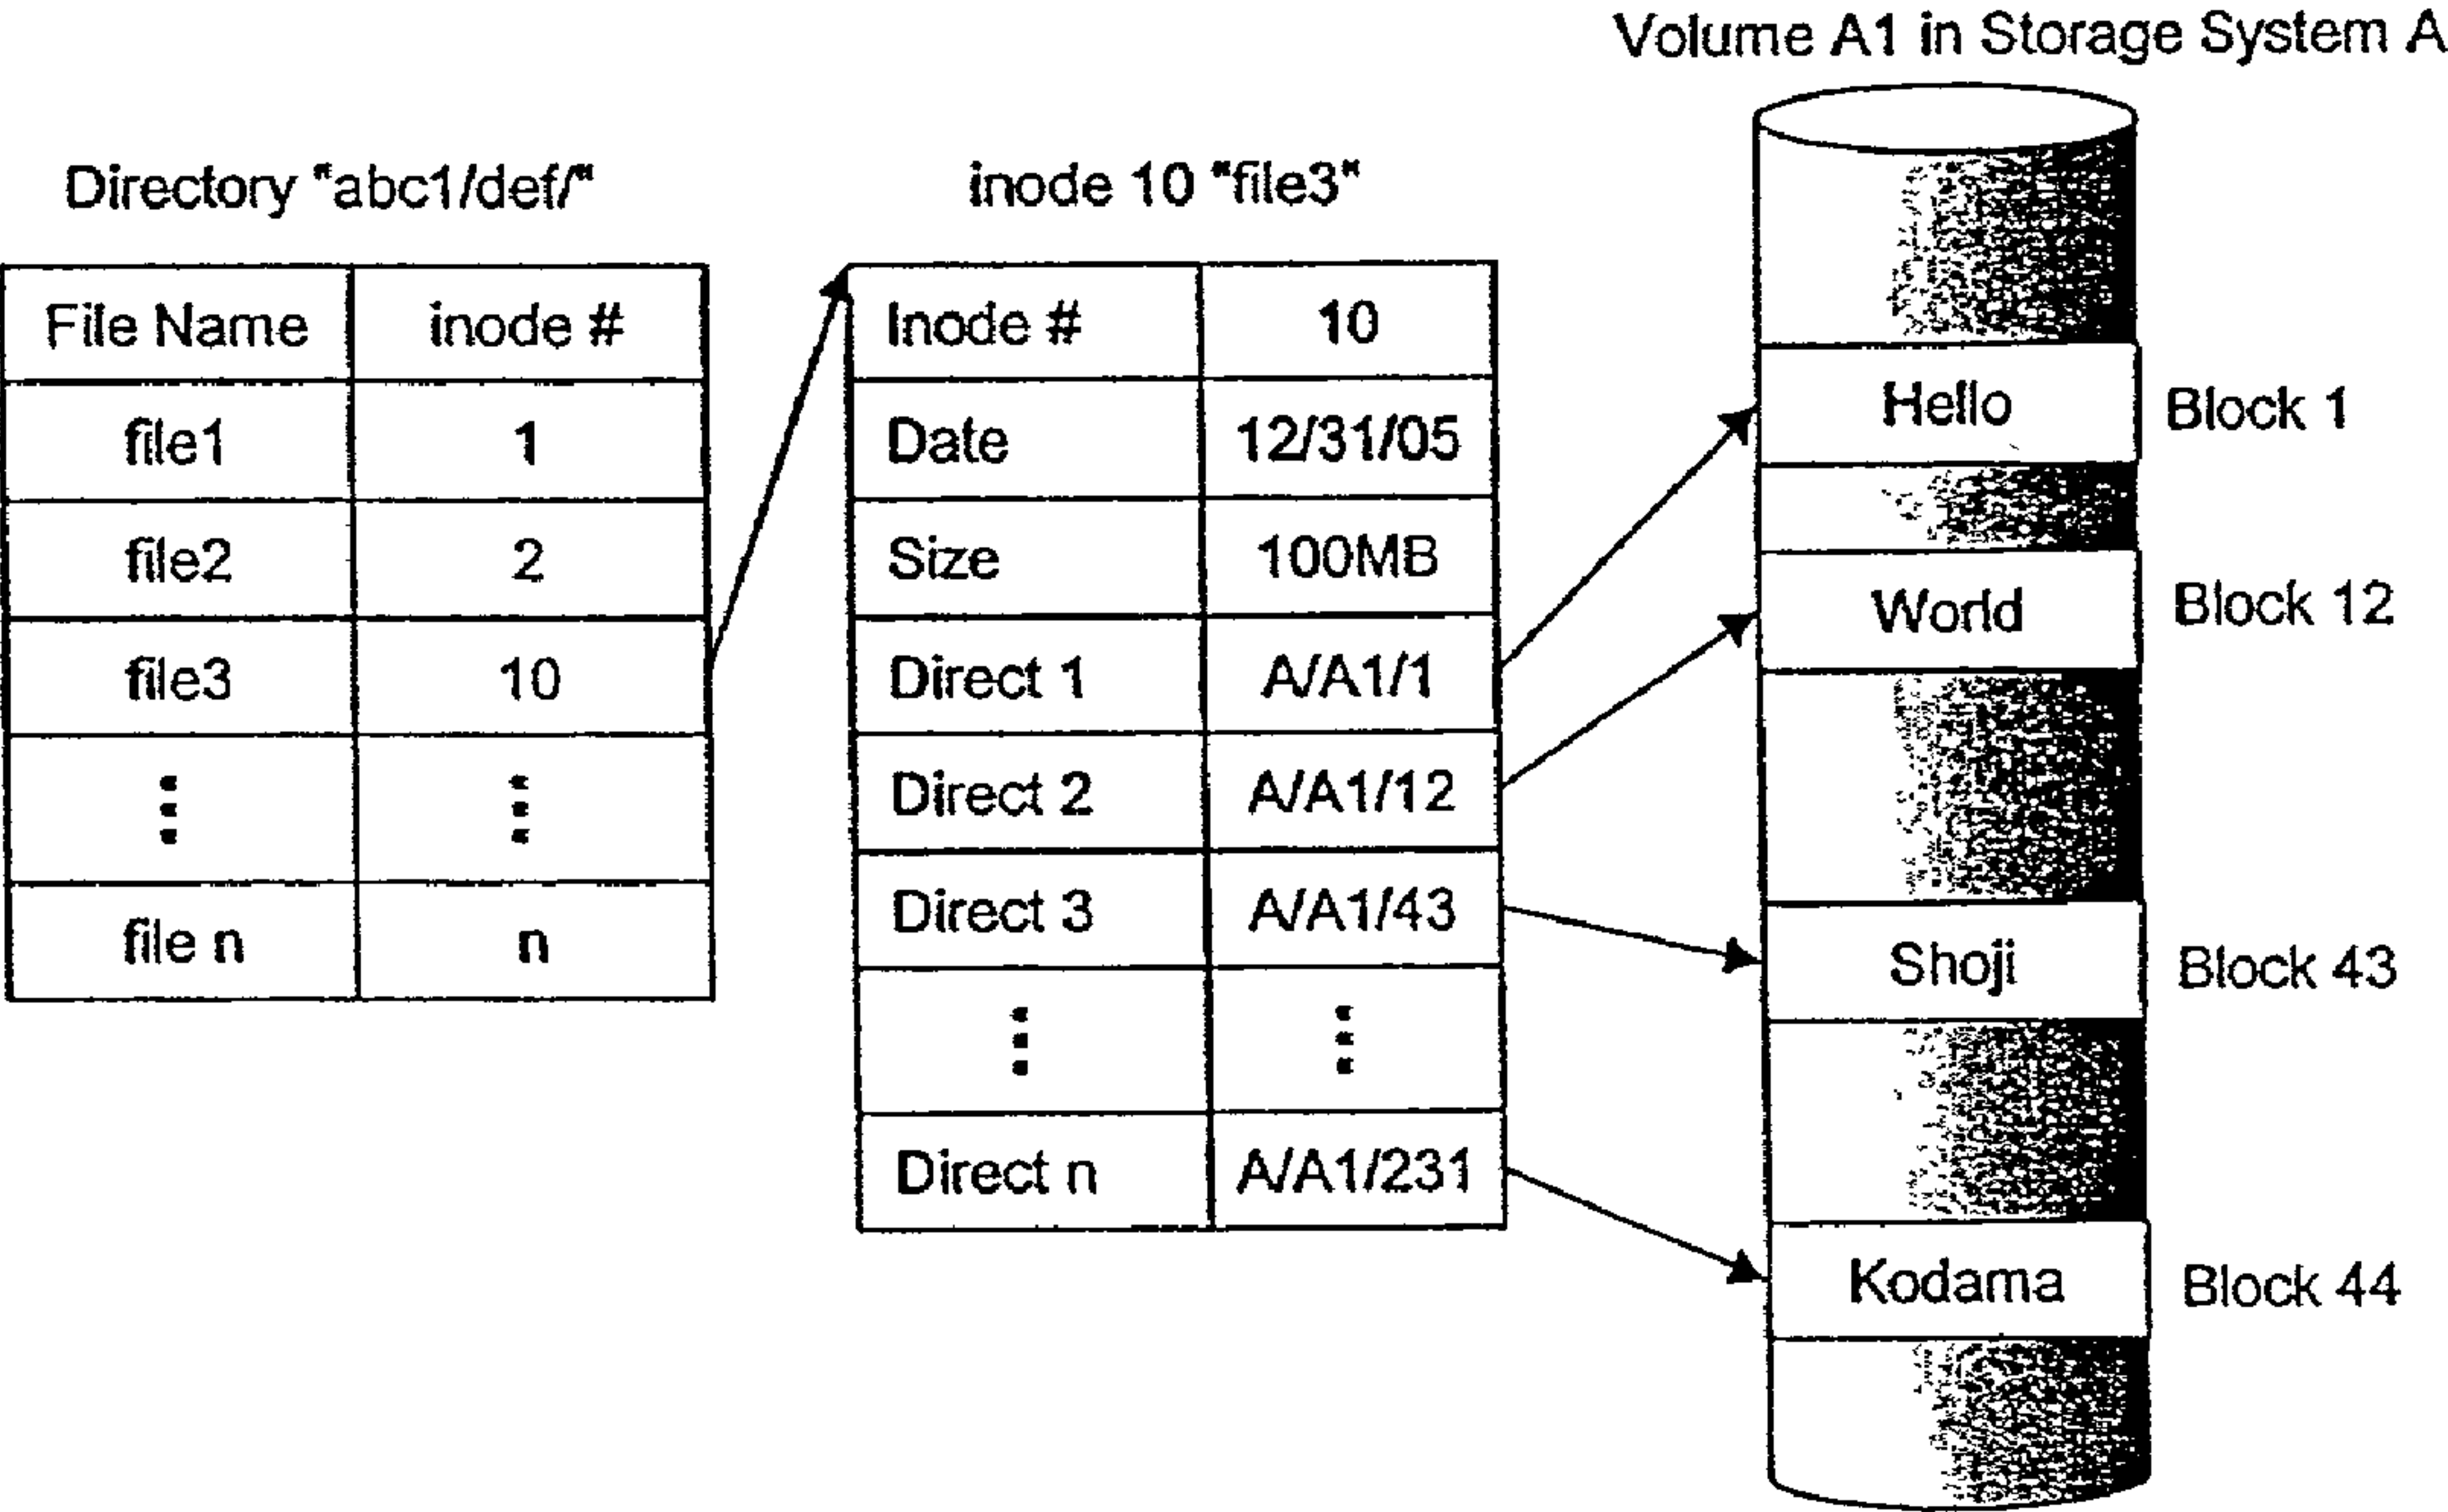 Volume A1 in Storage System A
Directory "abc1/def/"
File Name inode #
file1 1
file2 2
file3 10
file n n
inode 10 "file3"
Inode # 10
Date 12/31/05
Size 100MB
Direct 1 A/A1/1
Direct 2 A/A1/12
Direct 3 A/A1/43
Direct n A/A1/231
Hello Block 1
World Block 12
Shoji Block 43
Kodama Block 44